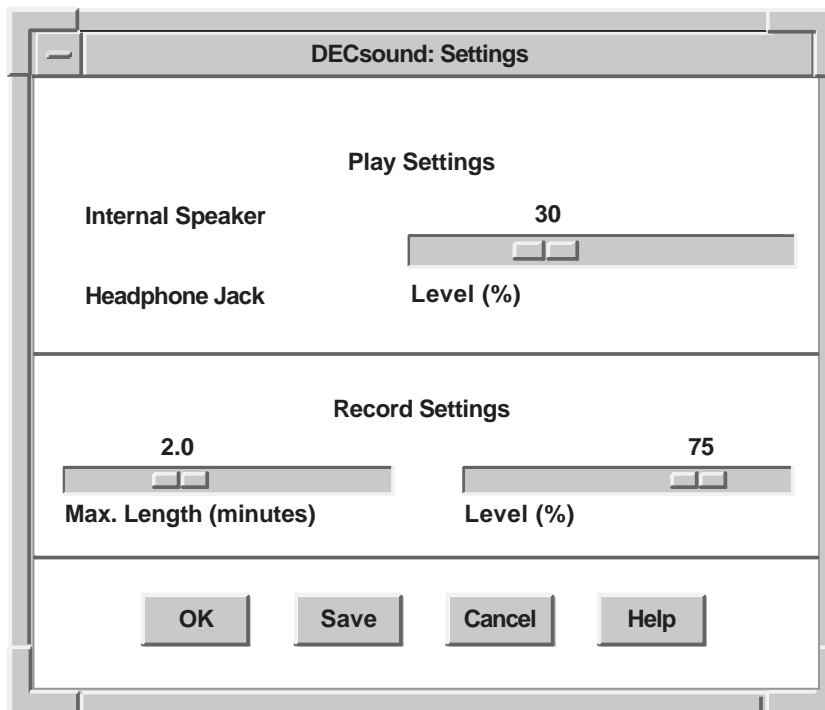 DECsound: Settings
Play Settings
Internal Speaker
30
Headphone Jack
Level (%)
Record Settings
2.0
75
Max. Length (minutes)
Level (%)
OK
Save
Cancel
Help